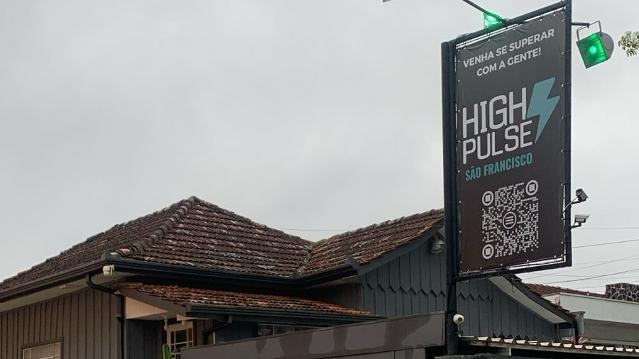 VENHA SE SUPERAR
COM A GENTE!
HIGH
PULSE
SÃO FRANCISCO